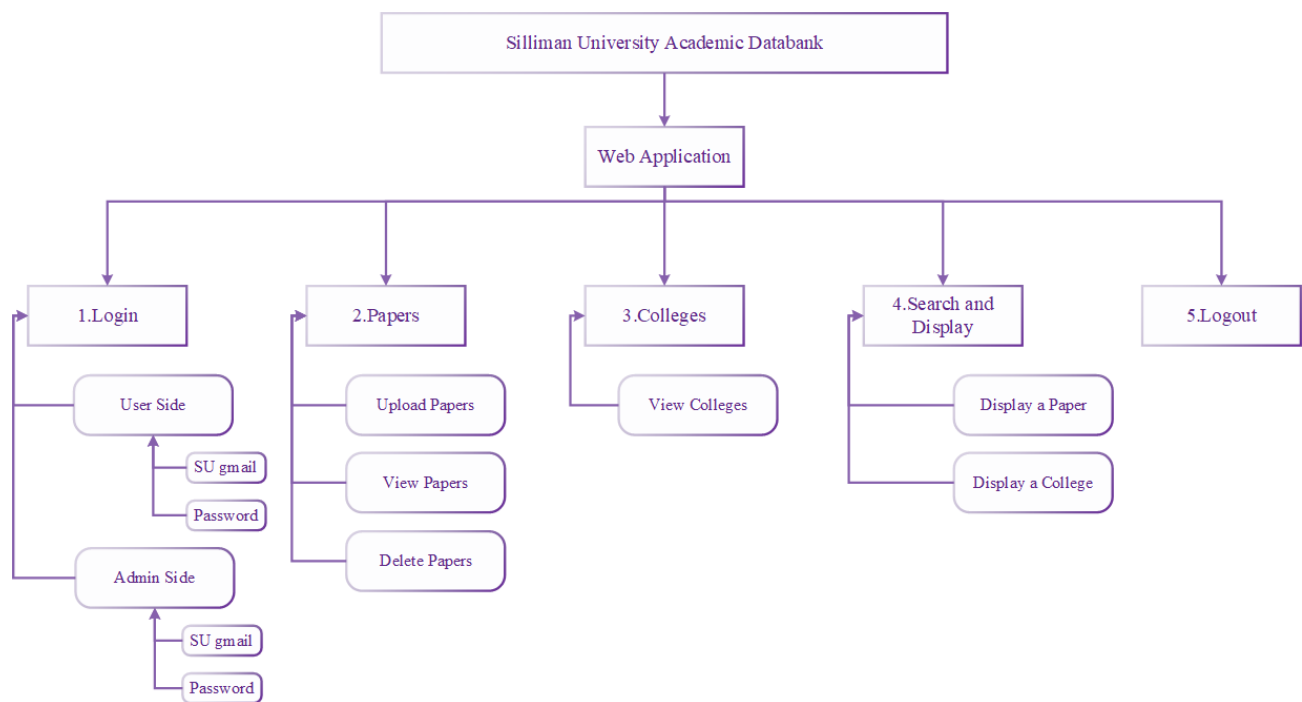 Silliman University Academic Databank
Web Application
1.Login
2.Papers
3.Colleges
4.Search and
Display
5.Logout
User Side
SU gmail
Password
Admin Side
SU gmail
Password
Upload Papers
View Papers
Delete Papers
View Colleges
Display a Paper
Display a College